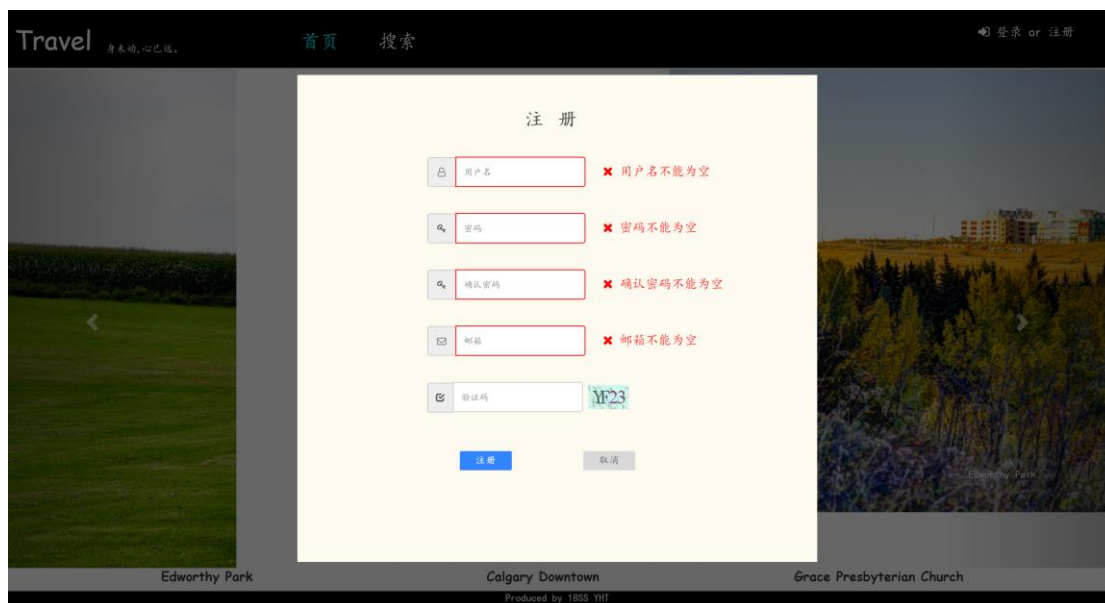 Travel 身未动,心已远。 首页 搜索 登录 or 注册
注 册
用户名 用户名不能为空
密码 密码不能为空
确认密码 确认密码不能为空
邮箱 邮箱不能为空
验证码 YF23
注册 取消
Edworthy Park
Edworthy Park Calgary Downtown Grace Presbyterian Church
Produced by 18SS YHT